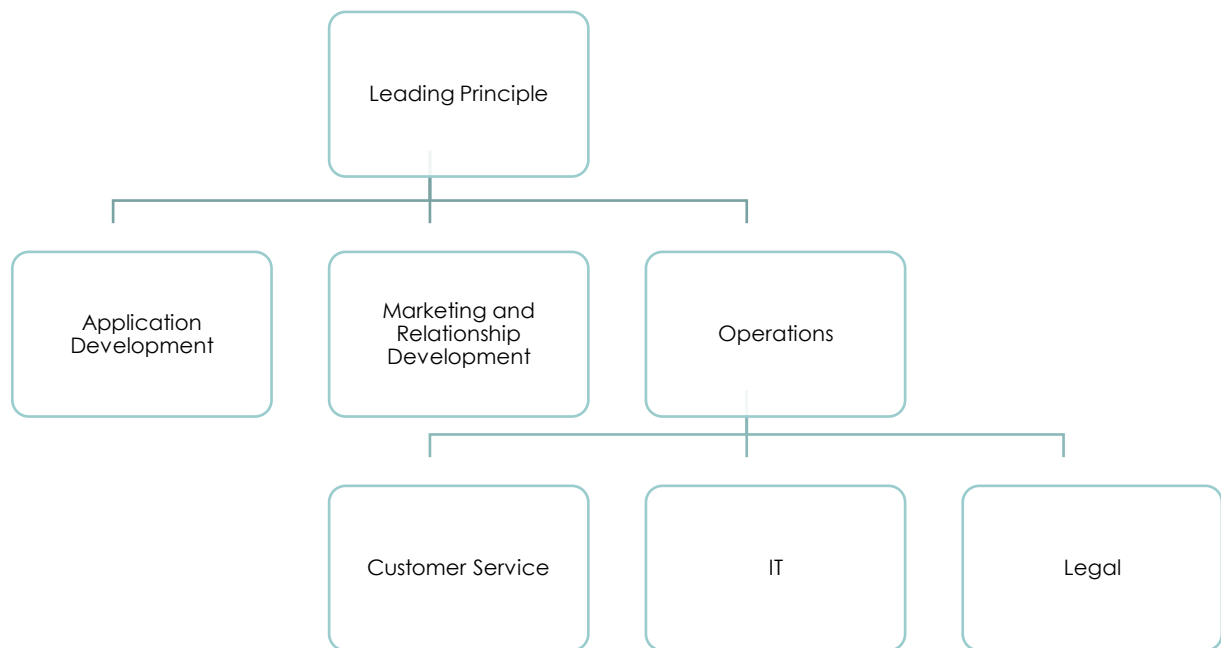 Leading Principle
Application
Development
Marketing and
Relationship
Development
Operations
Customer Service
IT
Legal